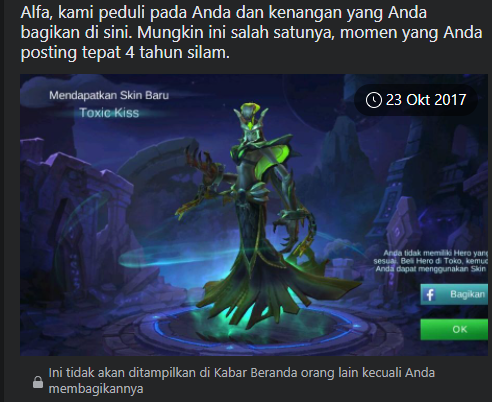 Alfa, kami peduli pada Anda dan kenangan yang Anda
bagikan di sini. Mungkin ini salah satunya, momen yang Anda
posting tepat 4 tahun silam.
Mendapatkan Skin Baru
Toxic Kiss
23 Okt 2017
Anda tidak memiliki Hero yang
sesuai. Beli Hero di Toko, kemud
Anda dapat menggunakan Skin
f Bagikan
OK
Ini tidak akan ditampilkan di Kabar Beranda orang lain kecuali Anda
membagikannya